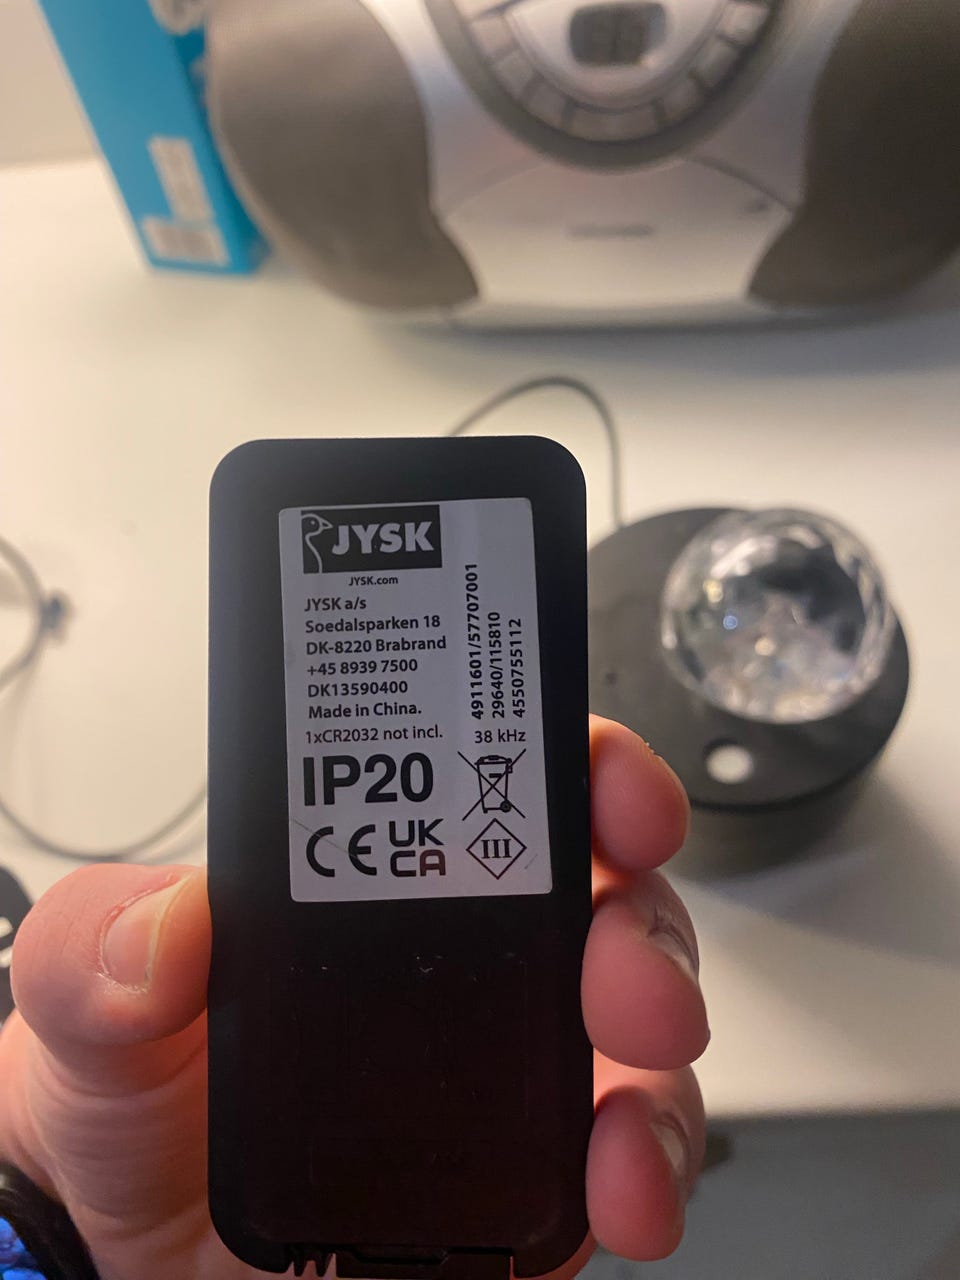 JYSK
JYSK.com
JYSK a/s
Soedalsparken 18
DK-8220 Brabrand
+45 8939 7500
DK13590400
Made in China.
1xCR2032 not incl.
4911601/57707001
29640/115810
4550755112
38 kHz
IP20
CE
UK
CA
III